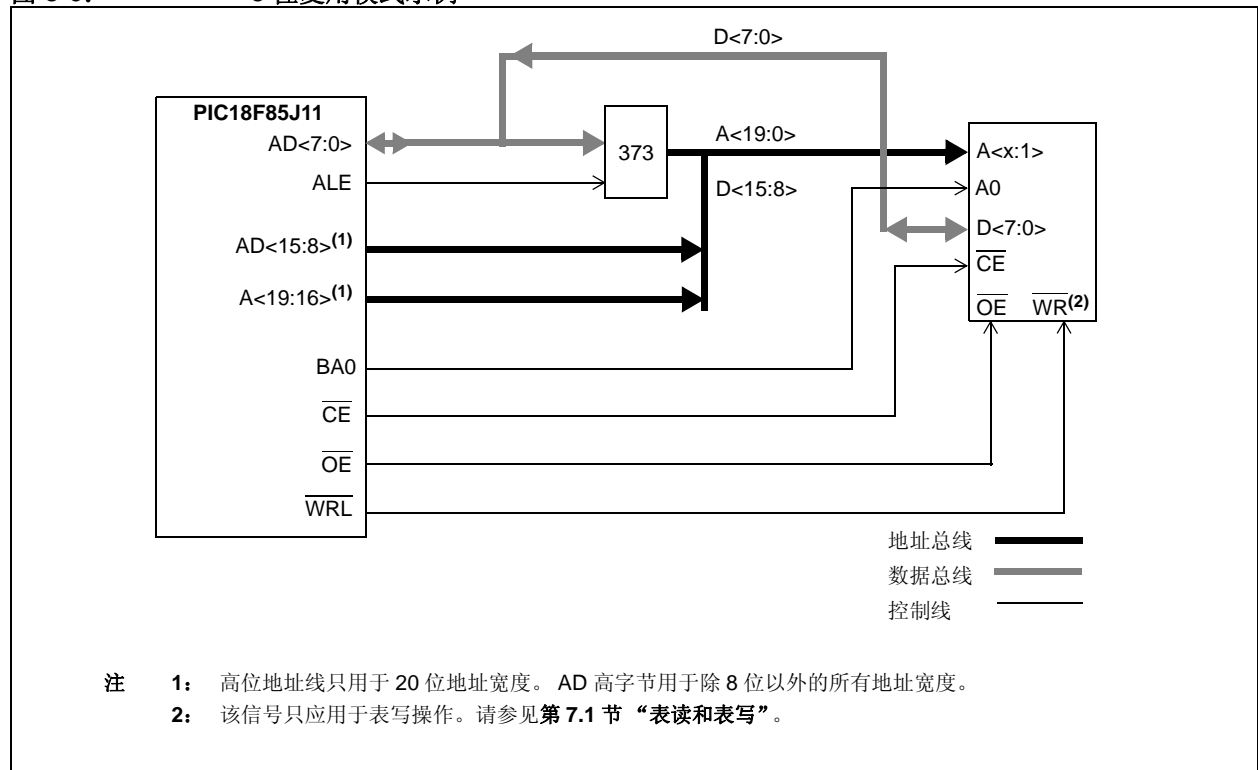 D<7:0>
PIC18F85J11
AD<7:0>
373
A<19:0>
A<x:1>
ALE
D<15:8>
A0
AD<15:8>(1)
D<7:0>
CE
A<19:16>(1)
OE WR(2)
BA0
CE
OE
WRL
地址总线
数据总线
控制线
注 1: 高位地址线只用于 20 位地址宽度。 AD 高字节用于除 8 位以外的所有地址宽度。
2: 该信号只应用于表写操作。请参见第 7.1 节 “表读和表写”。